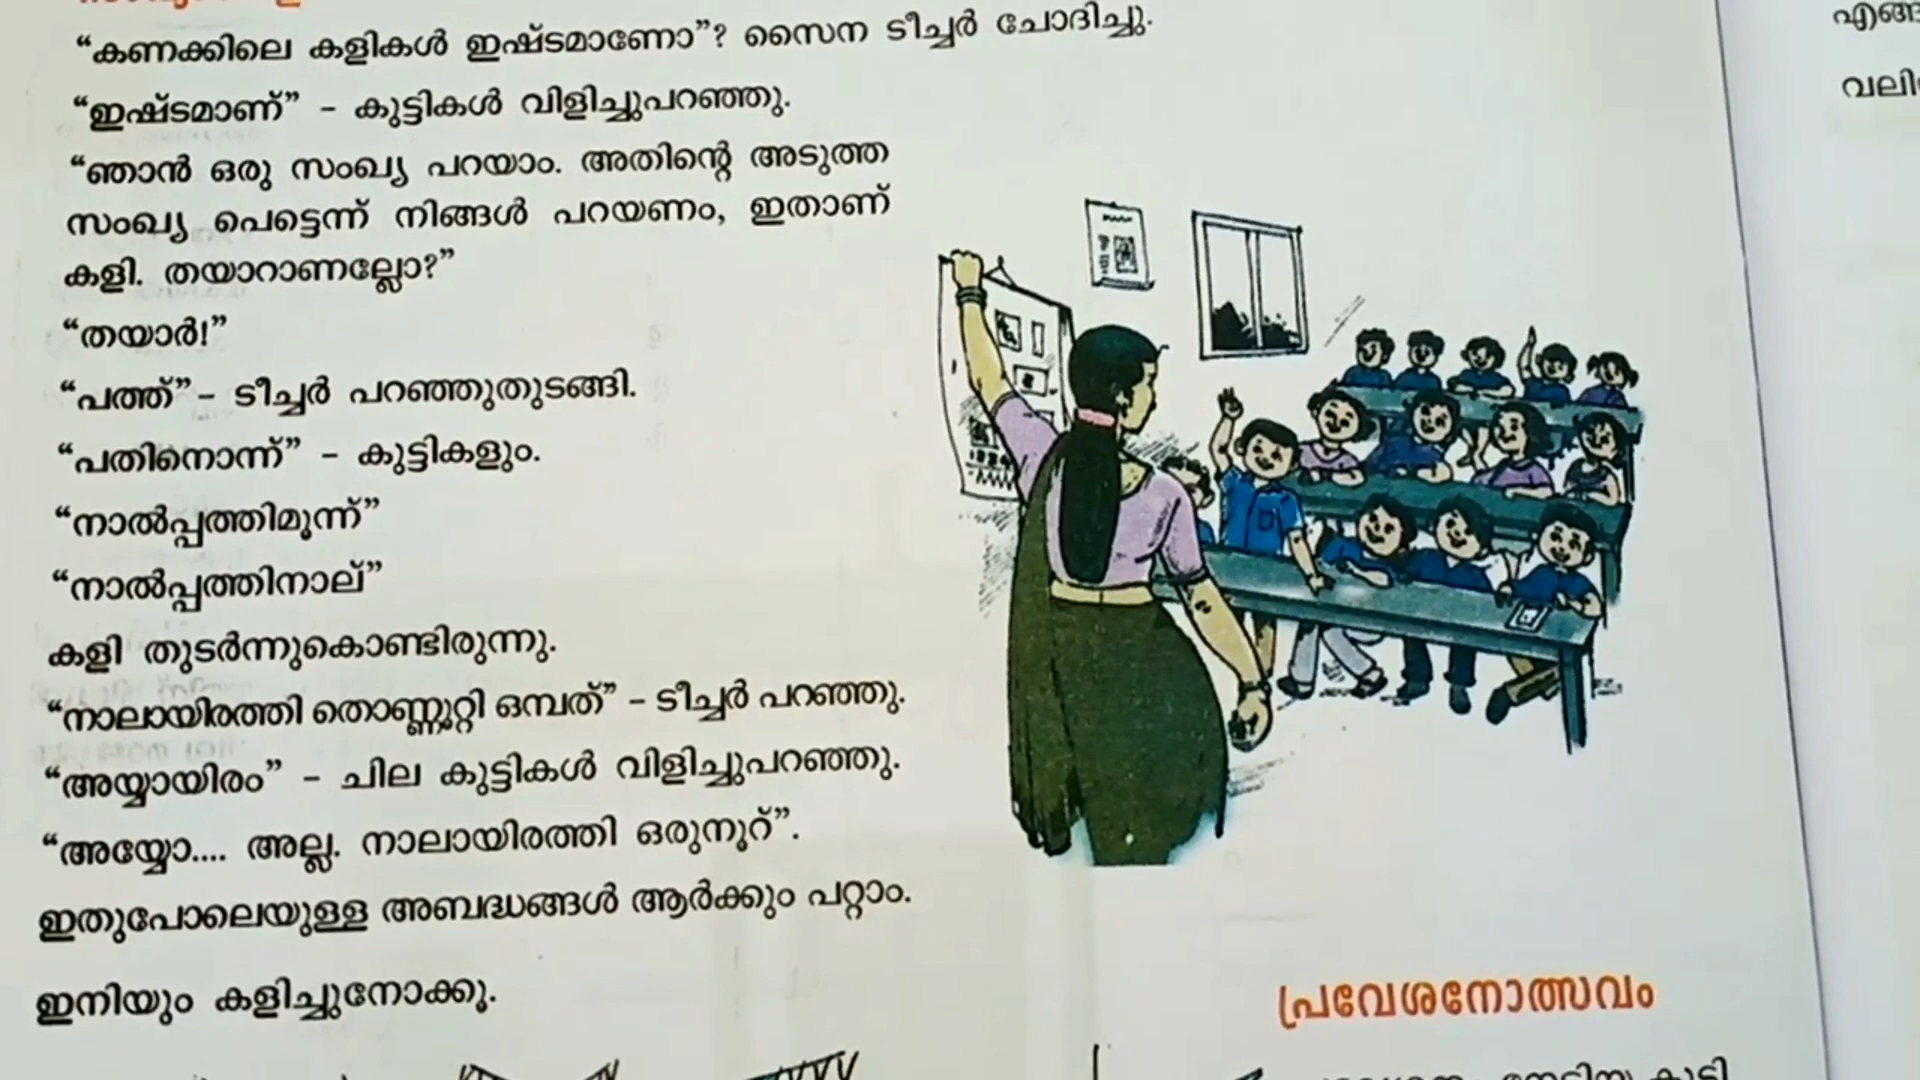 “കണക്കിലെ കളികൾ ഇഷ്ടമാണോ”? സൈന ടീച്ചർ ചോദിച്ചു.
“ഇഷ്ടമാണ്” – കുട്ടികൾ വിളിച്ചുപറഞ്ഞു.
“ഞാൻ ഒരു സംഖ്യ പറയാം. അതിന്റെ അടുത്ത
സംഖ്യ പെട്ടെന്ന് നിങ്ങൾ പറയണം, ഇതാണ്
കളി. തയാറാണല്ലോ?”
“തയാർ!”
“പത്ത്” – ടീച്ചർ പറഞ്ഞുതുടങ്ങി.
“പതിനൊന്ന്” – കുട്ടികളും.
“നാൽപ്പത്തിമൂന്ന്”
“നാൽപ്പത്തിനാല്”
കളി തുടർന്നുകൊണ്ടിരുന്നു.
“നാലായിരത്തി തൊണ്ണൂറ്റി ഒമ്പത്” – ടീച്ചർ പറഞ്ഞു.
“അയ്യായിരം” – ചില കുട്ടികൾ വിളിച്ചുപറഞ്ഞു.
“അയ്യോ.... അല്ല. നാലായിരത്തി ഒരുനൂറ്”.
ഇതുപോലെയുള്ള അബദ്ധങ്ങൾ ആർക്കും പറ്റാം.
ഇനിയും കളിച്ചുനോക്കൂ.
പ്രവേശനോത്സവം